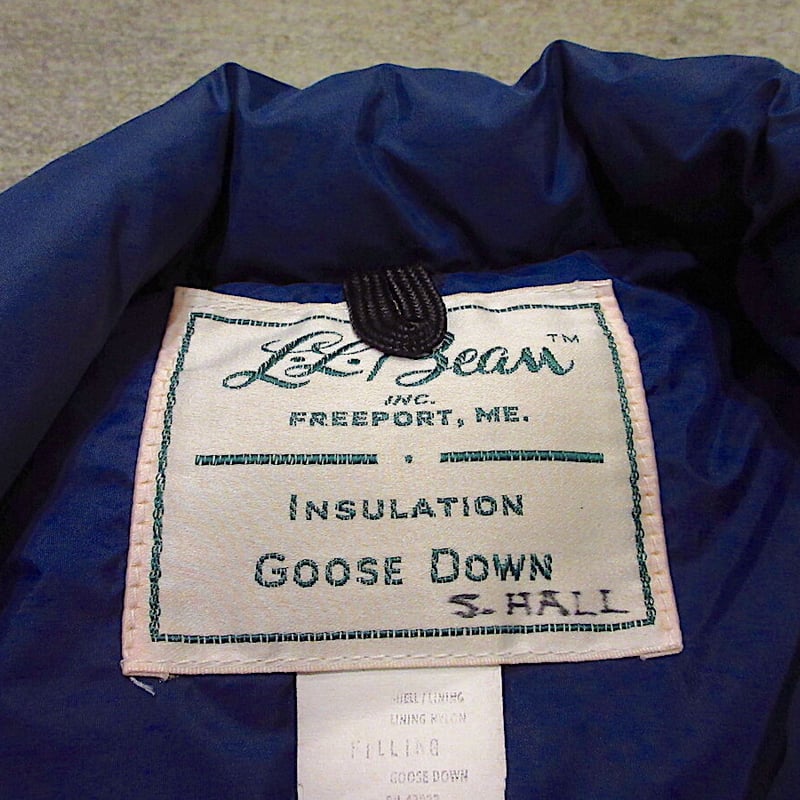 L.L. Bean™
INC.
FREEPORT, ME.
INSULATION
GOOSE DOWN
S. HALL
SHELL/LINING
LINING NYLON
FILLING
GOOSE DOWN